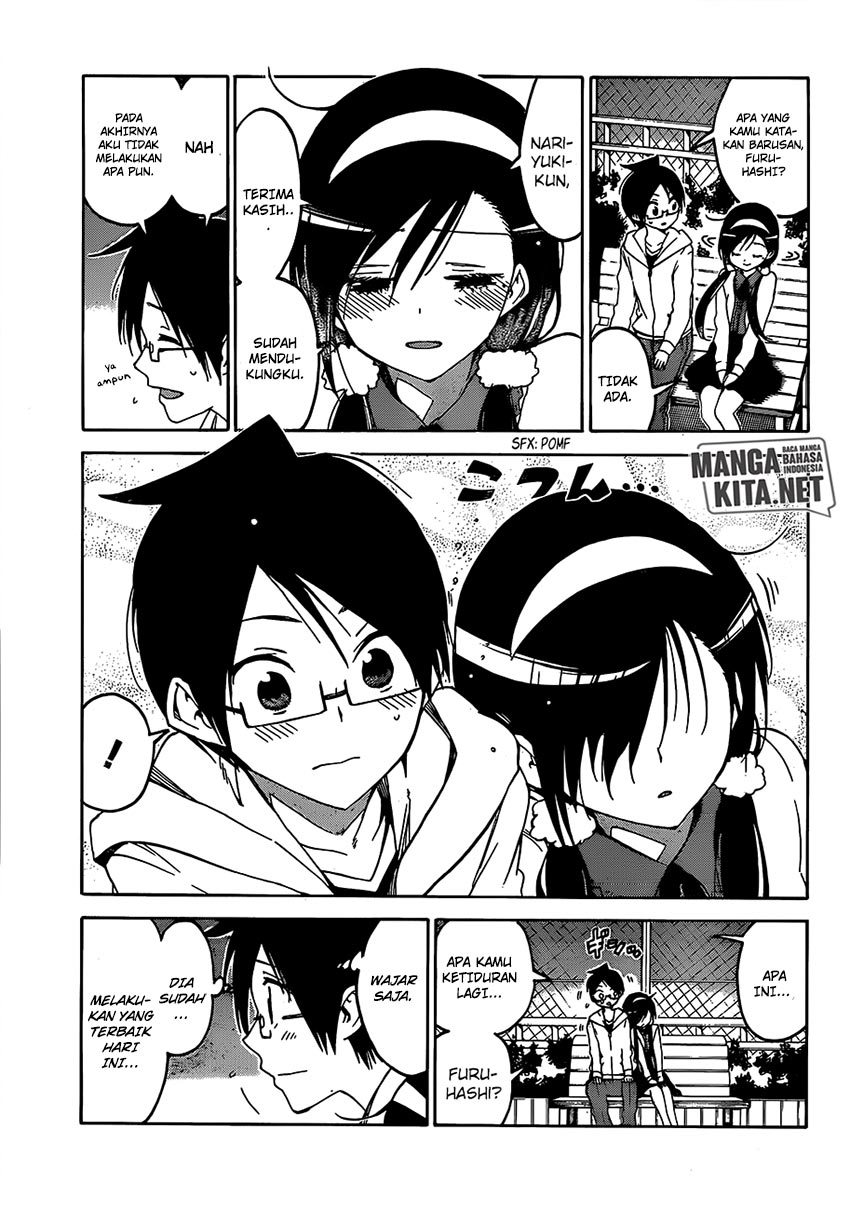 APA YANG
KAMU KATA-
KAN BARUSAN,
FURU-
HASHI?
TIDAK
ADA.
NARI-
YUKI-
KUN,
TERIMA
KASIH..
SUDAH
MENDU-
KUNGKU.
NAH
PADA
AKHIRNYA
AKU TIDAK
MELAKUKAN
APA PUN.
ya
ampun
SFX: POMF
こつん...
MANGA
KITA.NET
BACA MANGA
BAHASA
INDONESIA
!
APA
INI...
APA KAMU
KETIDURAN
LAGI...
FURU-
HASHI?
WAJAR
SAJA.
DIA
SUDAH
...
MELAKU-
KAN YANG
TERBAIK
HARI
INI...